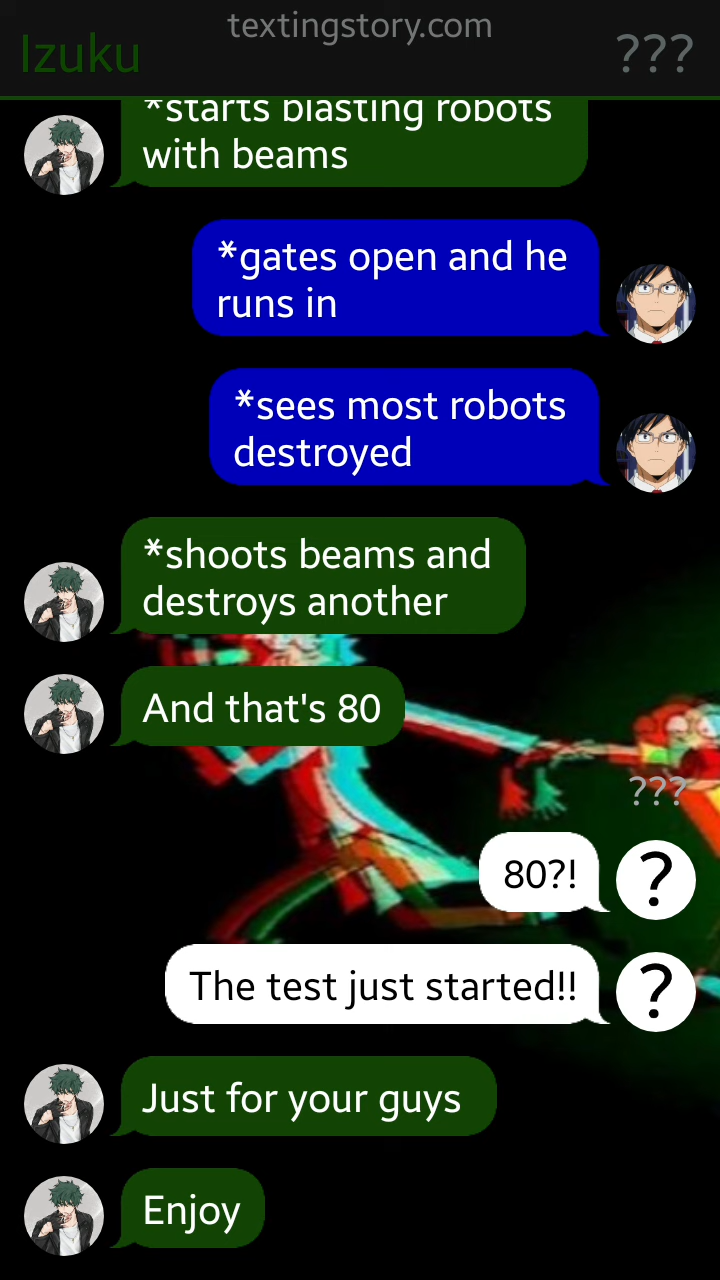 textingstory.com
Izuku
???
*starts blasting robots
with beams
*gates open and he
runs in
*sees most robots
destroyed
*shoots beams and
destroys another
And that's 80
???
80?!
?
The test just started!!
?
Just for your guys
Enjoy